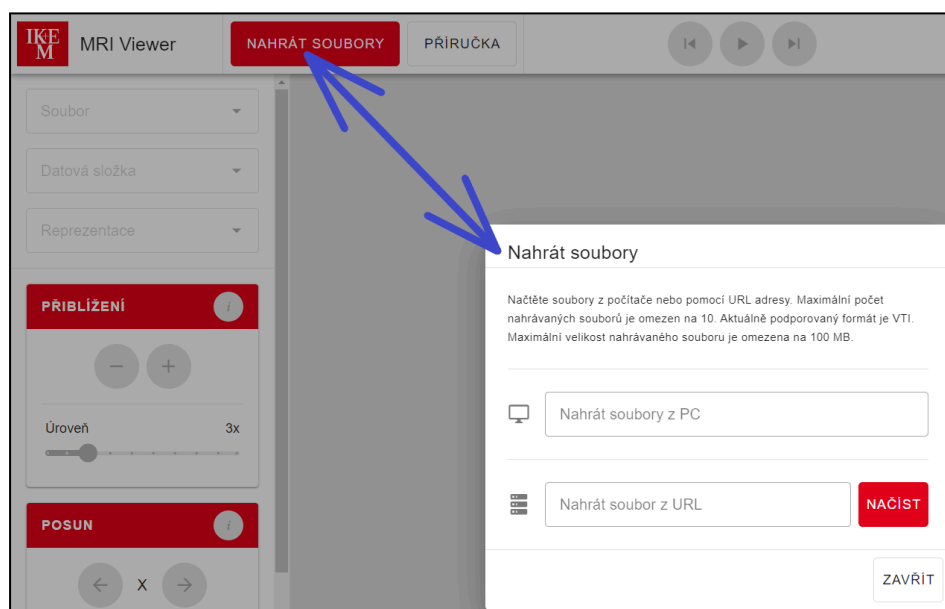 IKE
M
MRI Viewer
NAHRÁT SOUBORY
PŘÍRUČKA
Soubor
Datová složka
Reprezentace
PŘIBLÍŽENÍ
i
Úroveň
3x
POSUN
i
X
Nahrát soubory
Načtěte soubory z počítače nebo pomocí URL adresy. Maximální počet
nahrávaných souborů je omezen na 10. Aktuálně podporovaný formát je VTI.
Maximální velikost nahrávaného souboru je omezena na 100 MB.
Nahrát soubory z PC
Nahrát soubor z URL
NAČÍST
ZAVŘÍT